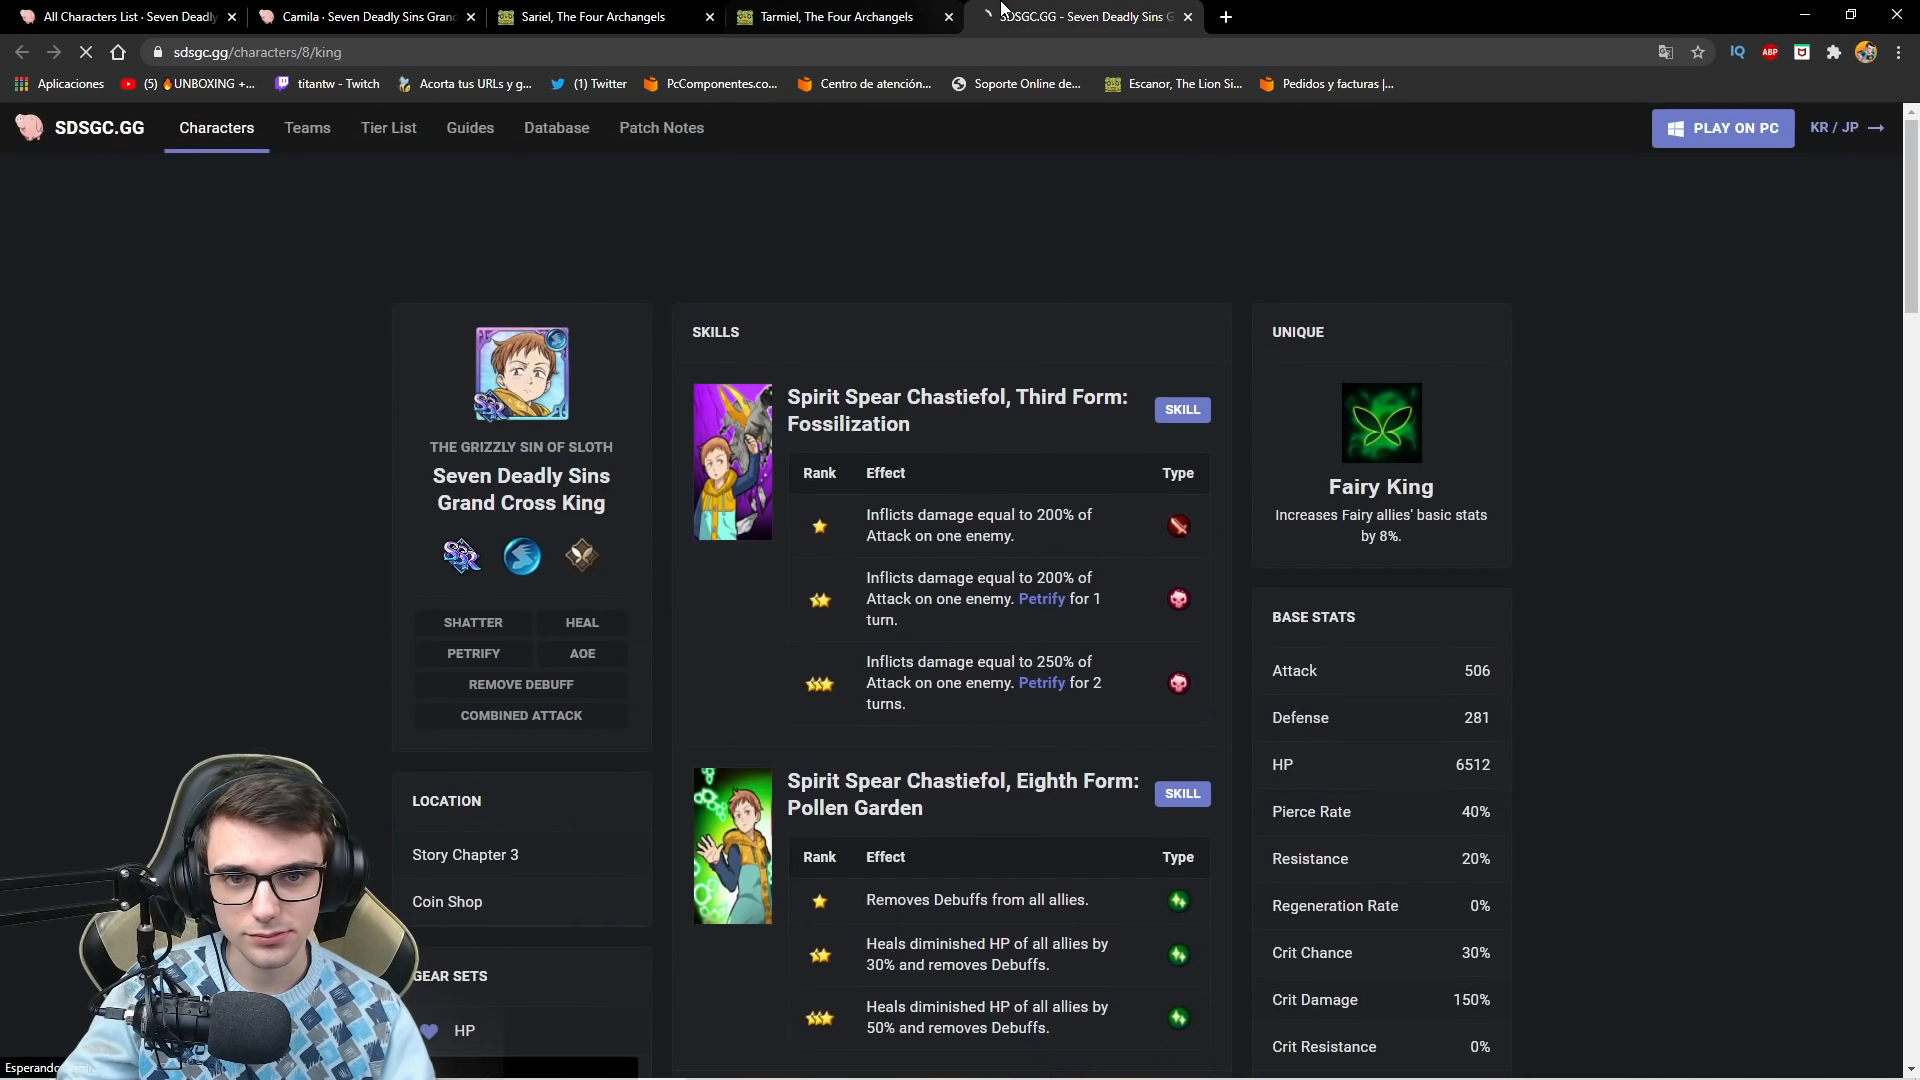 All Characters List · Seven Deadly
Camila · Seven Deadly Sins Grand
Sariel, The Four Archangels
Tarmiel, The Four Archangels
SDSGC.GG - Seven Deadly Sins G
sdsgc.gg/characters/8/king
Aplicaciones
(5) 🔥UNBOXING +...
titantw - Twitch
Acorta tus URLs y g...
(1) Twitter
PcComponentes.co...
Centro de atención...
Soporte Online de...
Escanor, The Lion Si...
Pedidos y facturas |...
SDSGC.GG
Characters
Teams
Tier List
Guides
Database
Patch Notes
PLAY ON PC
KR / JP →
THE GRIZZLY SIN OF SLOTH
Seven Deadly Sins
Grand Cross King
SSR
SHATTER
HEAL
PETRIFY
AOE
REMOVE DEBUFF
COMBINED ATTACK
LOCATION
Story Chapter 3
Coin Shop
GEAR SETS
HP
SKILLS
Spirit Spear Chastiefol, Third Form:
Fossilization
SKILL
Rank Effect Type
Inflicts damage equal to 200% of
Attack on one enemy.
Inflicts damage equal to 200% of
Attack on one enemy. Petrify for 1
turn.
Inflicts damage equal to 250% of
Attack on one enemy. Petrify for 2
turns.
Spirit Spear Chastiefol, Eighth Form:
Pollen Garden
SKILL
Rank Effect Type
Removes Debuffs from all allies.
Heals diminished HP of all allies by
30% and removes Debuffs.
Heals diminished HP of all allies by
50% and removes Debuffs.
UNIQUE
Fairy King
Increases Fairy allies' basic stats
by 8%.
BASE STATS
Attack 506
Defense 281
HP 6512
Pierce Rate 40%
Resistance 20%
Regeneration Rate 0%
Crit Chance 30%
Crit Damage 150%
Crit Resistance 0%